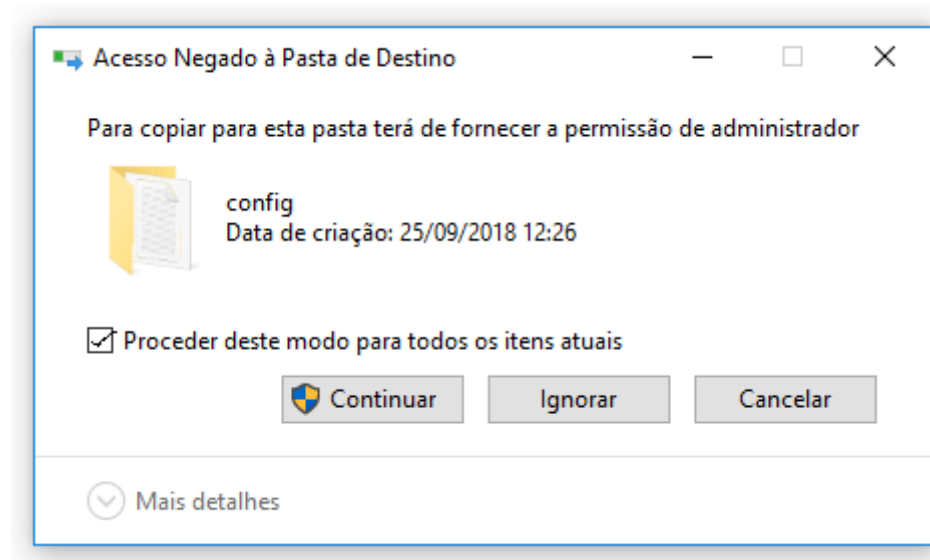 Acesso Negado à Pasta de Destino
Para copiar para esta pasta terá de fornecer a permissão de administrador
config
Data de criação: 25/09/2018 12:26
Proceder deste modo para todos os itens atuais
Continuar Ignorar Cancelar
Mais detalhes